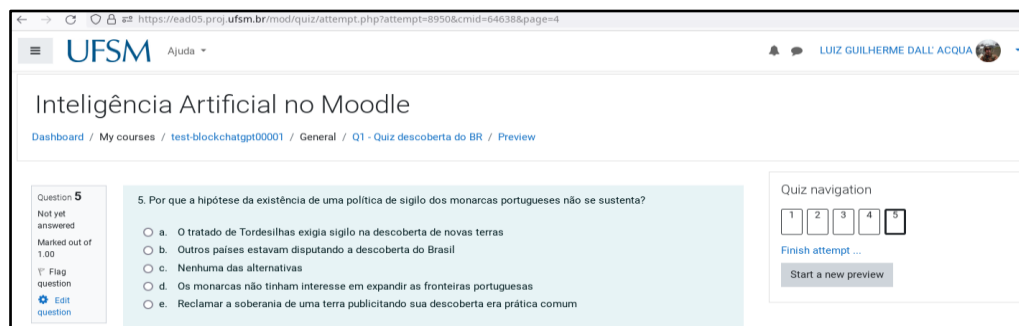 https://ead05.proj.ufsm.br/mod/quiz/attempt.php?attempt=8950&cmid=64638&page=4
UFSM Ajuda LUIZ GUILHERME DALL' ACQUA
Inteligência Artificial no Moodle
Dashboard / My courses / test-blockchatgpt00001 / General / Q1 - Quiz descoberta do BR / Preview
Question 5
Not yet
answered
Marked out of
1.00
Flag
question
Edit
question
5. Por que a hipótese da existência de uma política de sigilo dos monarcas portugueses não se sustenta?
a. O tratado de Tordesilhas exigia sigilo na descoberta de novas terras
b. Outros países estavam disputando a descoberta do Brasil
c. Nenhuma das alternativas
d. Os monarcas não tinham interesse em expandir as fronteiras portuguesas
e. Reclamar a soberania de uma terra publicitando sua descoberta era prática comum
Quiz navigation
1 2 3 4 5
Finish attempt ...
Start a new preview